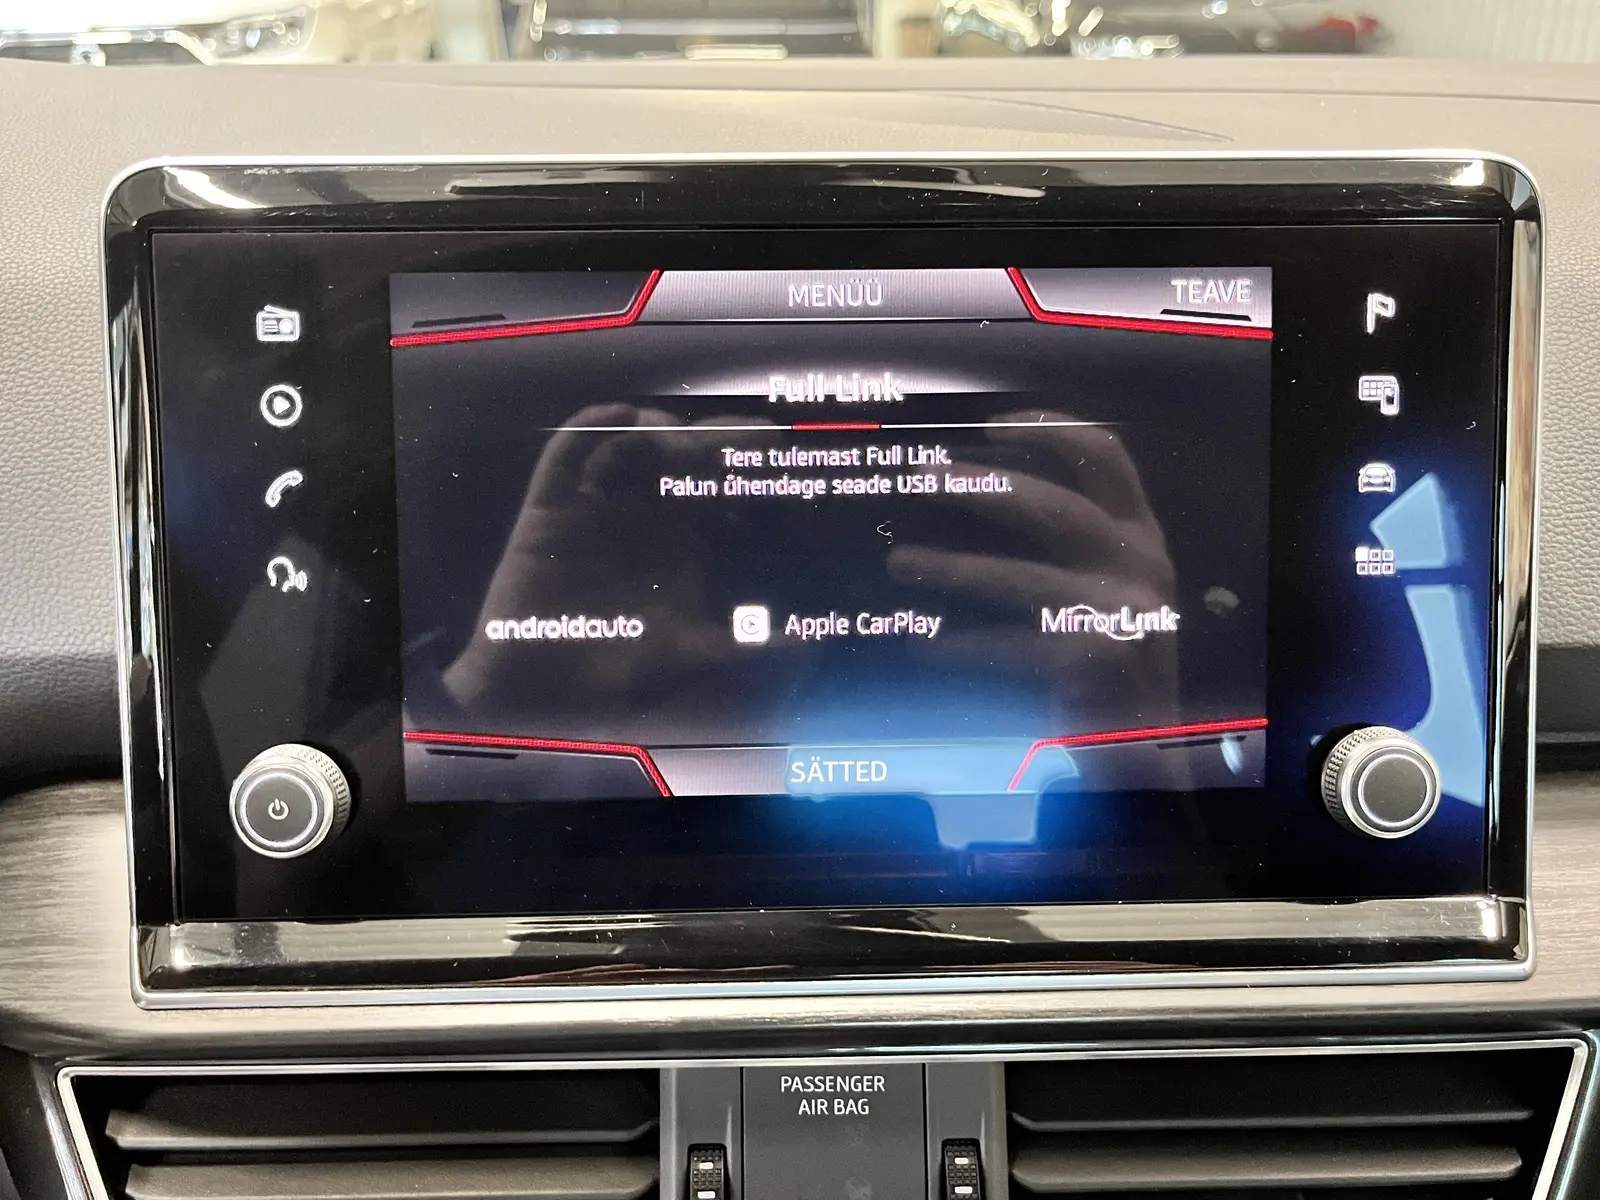 MENÜÜ
TEAVE
Full Link
Tere tulemast Full Link.
Palun ühendage seade USB kaudu.
androidauto
Apple CarPlay
MirrorLink
SÄTTED
PASSENGER
AIR BAG